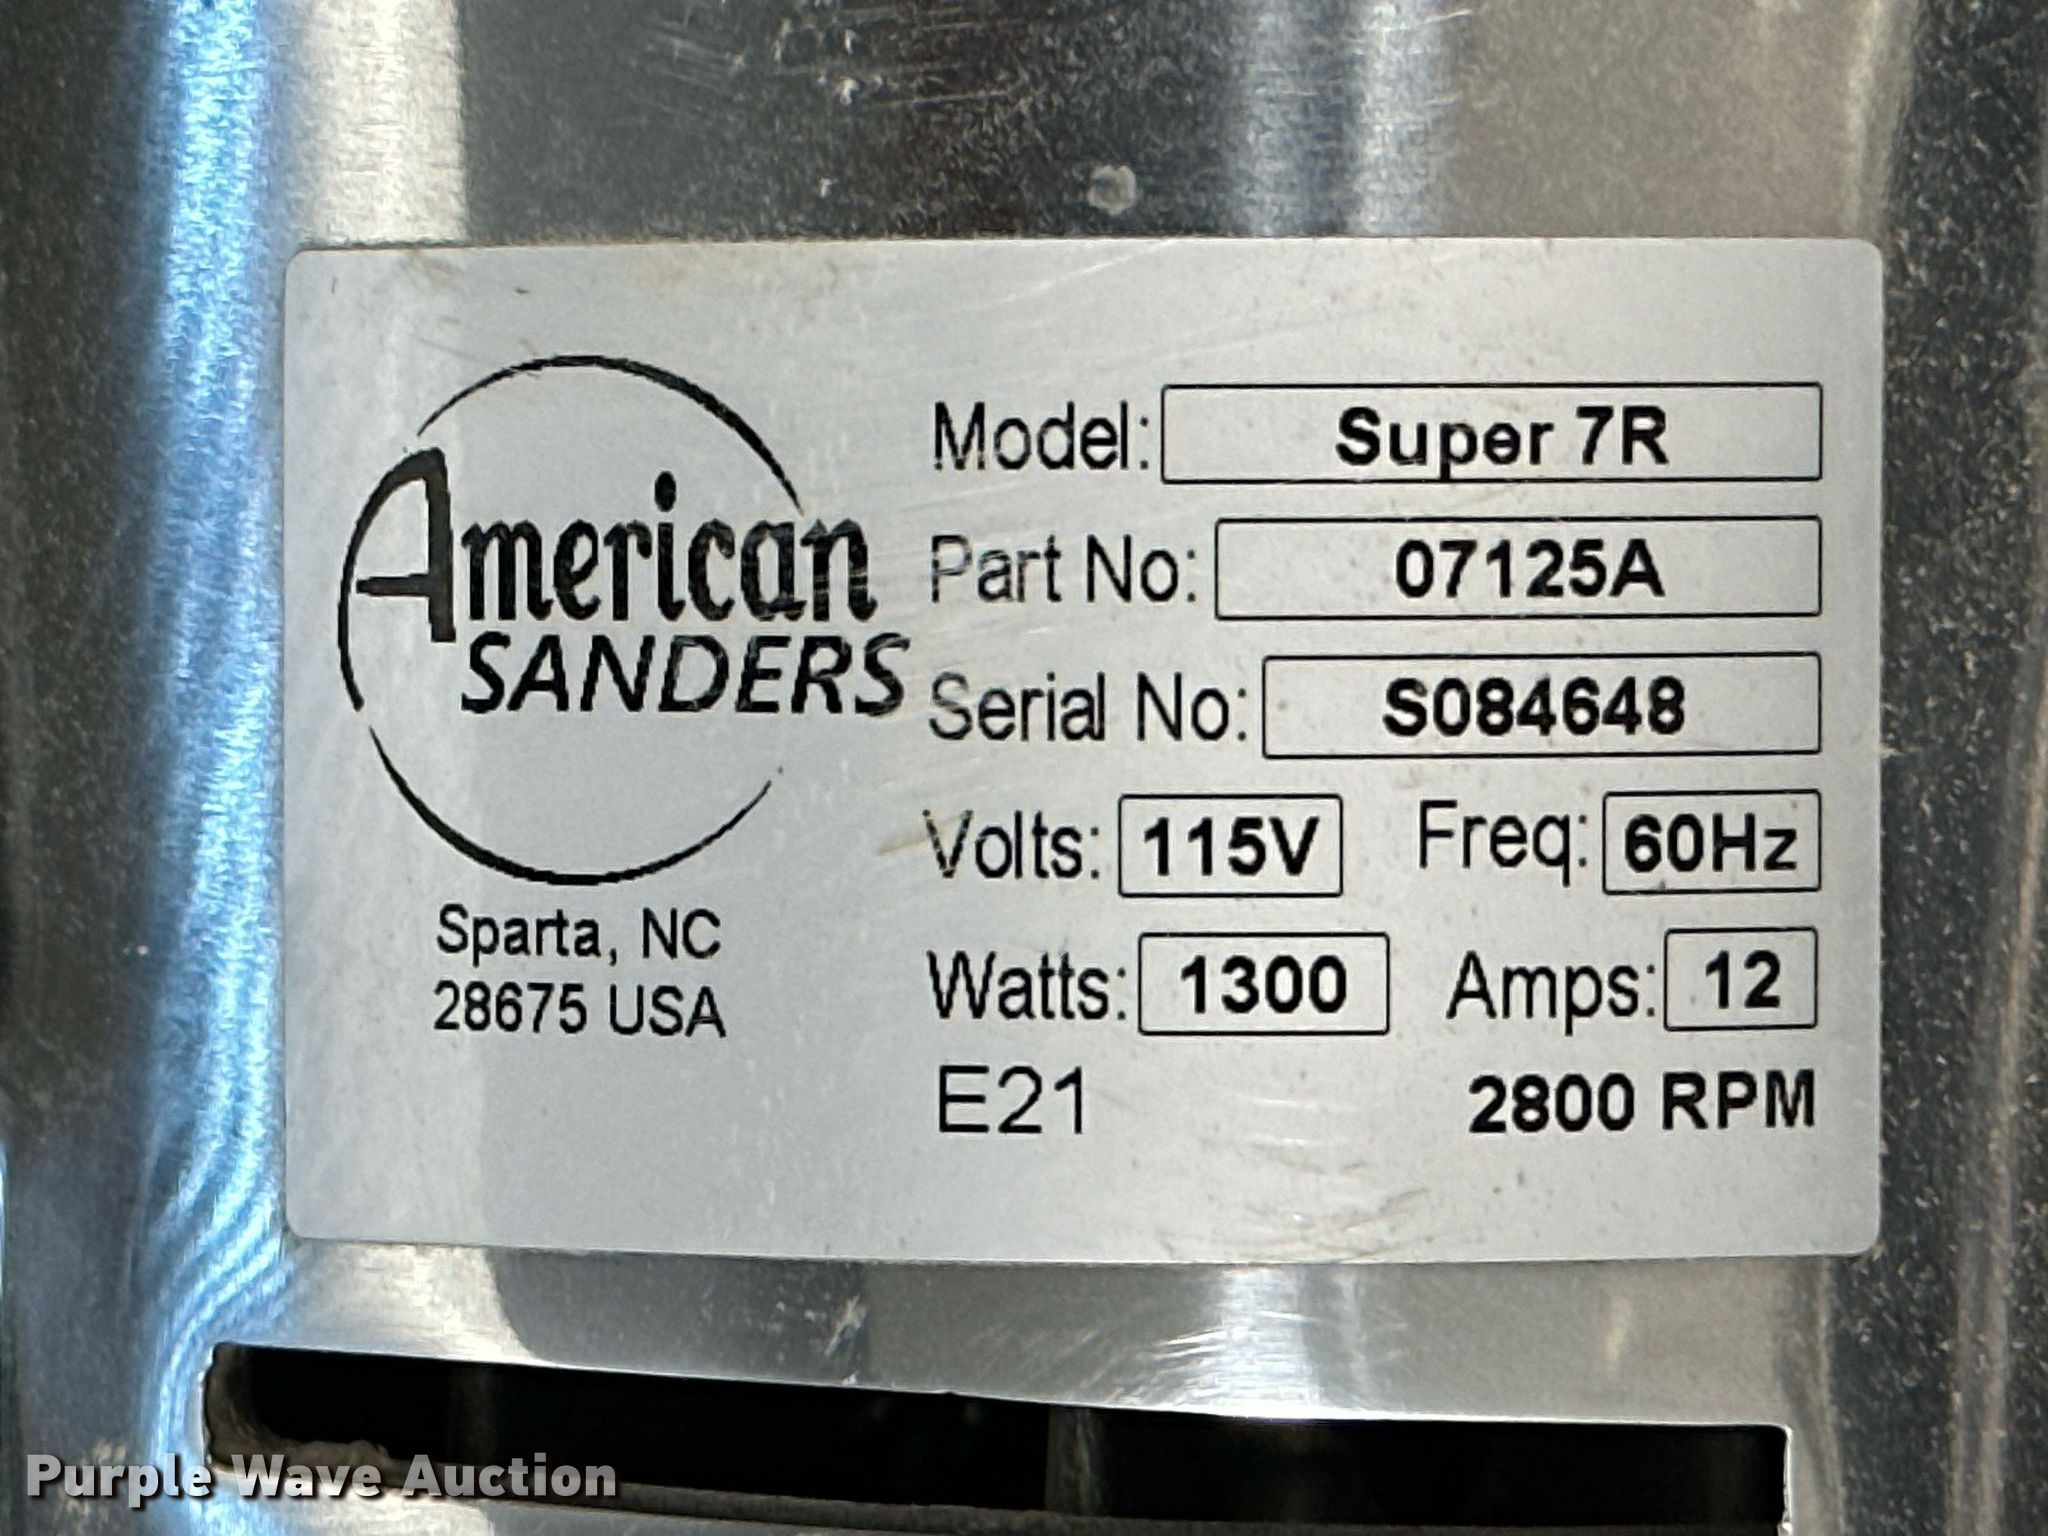 American
SANDERS
Sparta, NC
28675 USA
Model: Super 7R
Part No: 07125A
Serial No: S084648
Volts: 115V Freq: 60Hz
Watts: 1300 Amps: 12
E21 2800 RPM
Purple Wave Auction